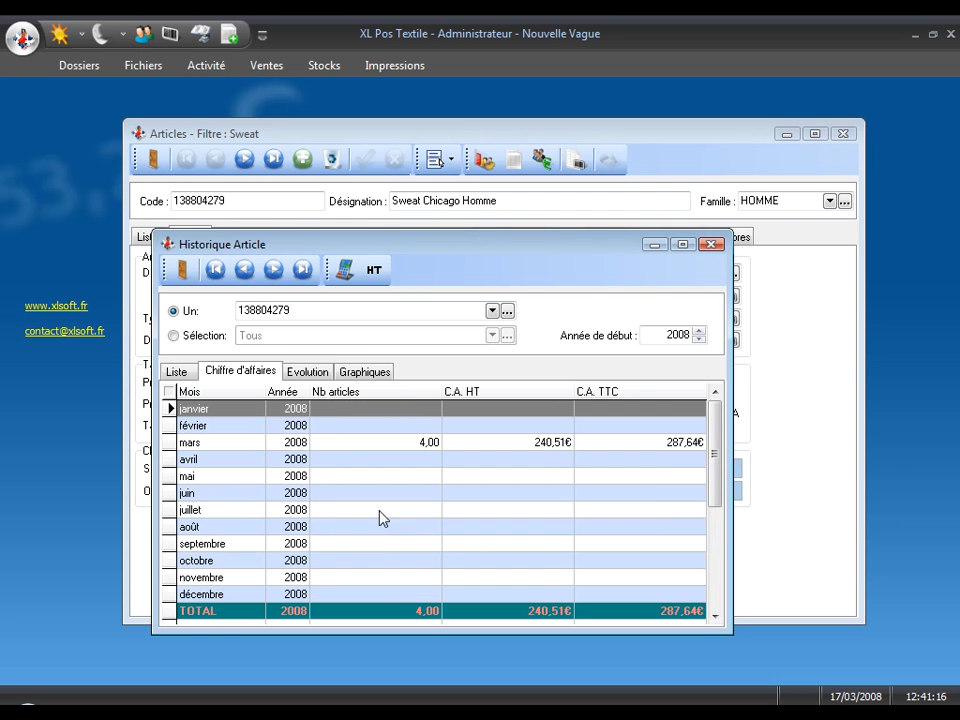 XL Pos Textile - Administrateur - Nouvelle Vague
Dossiers Fichiers Activité Ventes Stocks Impressions
Articles - Filtre : Sweat
Code : 138804279 Désignation : Sweat Chicago Homme Famille : HOMME
Historique Article
HT
www.xlsoft.fr
contact@xlsoft.fr
Un: 138804279
Sélection: Tous Année de début : 2008
Liste Chiffre d'affaires Evolution Graphiques
Mois Année Nb articles C.A. HT C.A. TTC
janvier 2008
février 2008
mars 2008 4,00 240,51€ 287,64€
avril 2008
mai 2008
juin 2008
juillet 2008
août 2008
septembre 2008
octobre 2008
novembre 2008
décembre 2008
TOTAL 2008 4,00 240,51€ 287,64€
17/03/2008 12:41:16